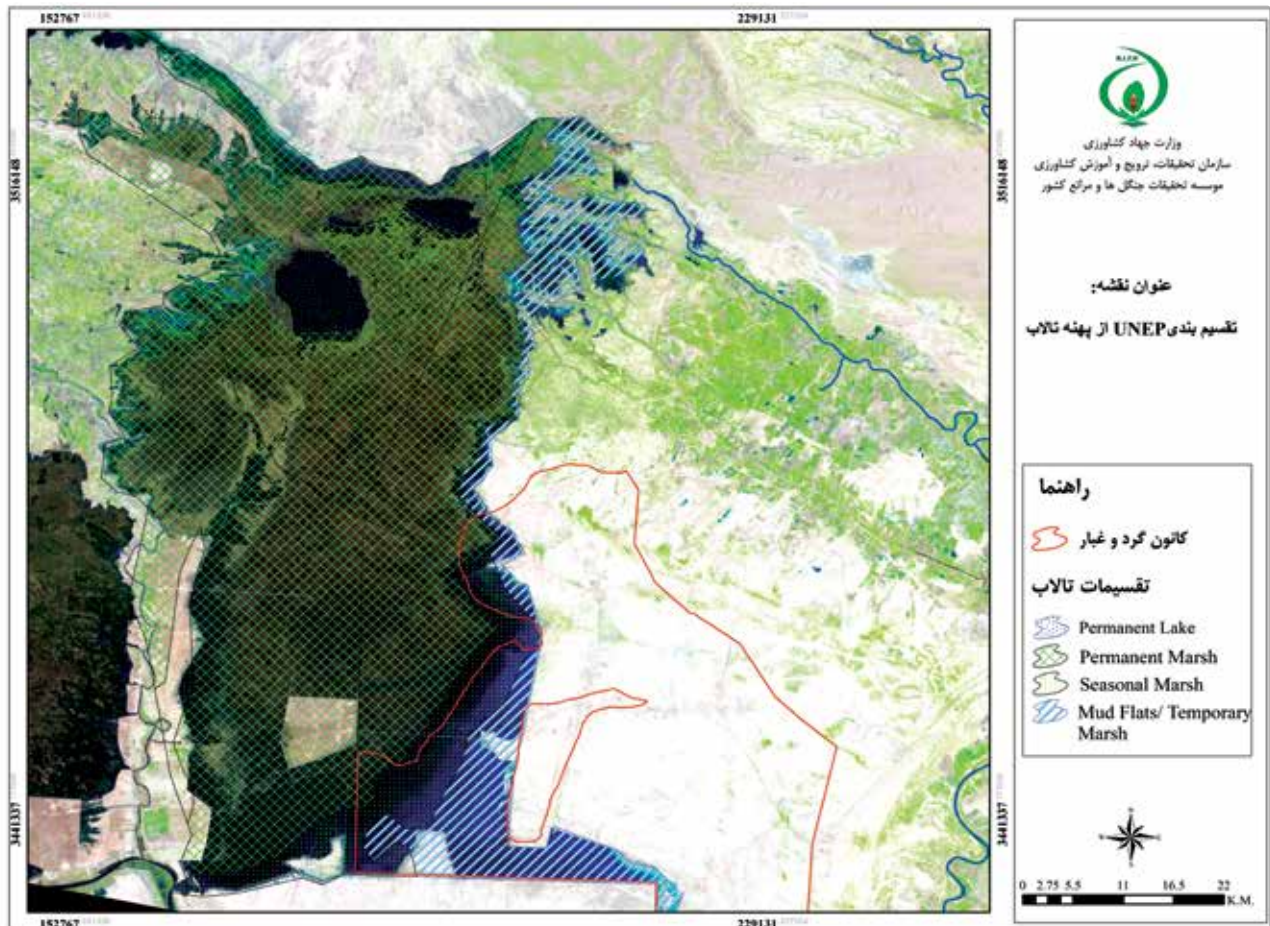 152767
229131
3516148
3516148
3441337
3441337
152767
229131
وزارت جهاد کشاورزی
سازمان تحقیقات، ترویج و آموزش کشاورزی
موسسه تحقیقات جنگل ها و مراتع کشور
عنوان نقشه:
تقسیم بندی UNEP از پهنه تالاب
راهنما
کانون گرد و غبار
تقسیمات تالاب
Permanent Lake
Permanent Marsh
Seasonal Marsh
Mud Flats/ Temporary
Marsh
0 2.75 5.5 11 16.5 22
K.M.